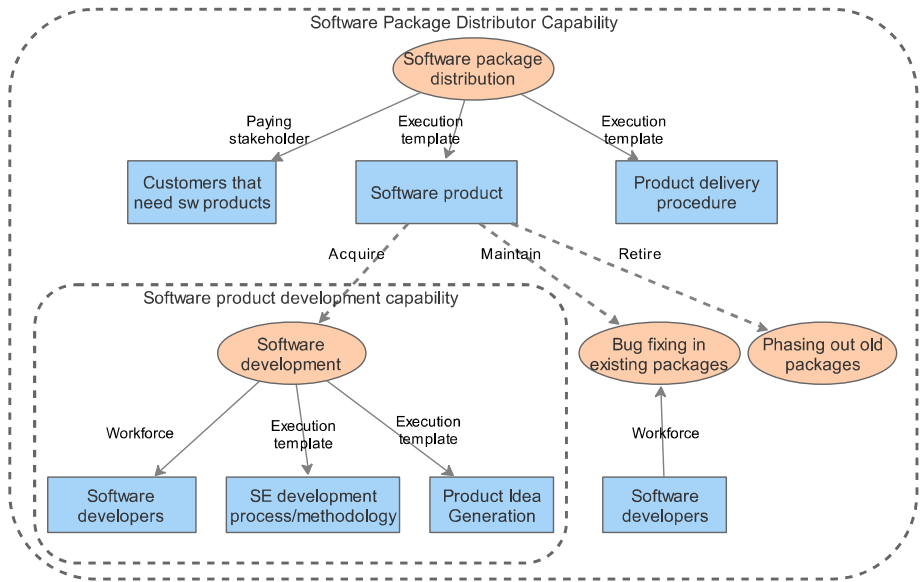 Software Package Distributor Capability
Software package
distribution
Paying
stakeholder
Execution
template
Execution
template
Customers that
need sw products
Software product
Product delivery
procedure
Acquire
Maintain
Retire
Software product development capability
Software
development
Bug fixing in
existing packages
Phasing out old
packages
Workforce
Execution
template
Execution
template
Workforce
Software
developers
SE development
process/methodology
Product Idea
Generation
Software
developers